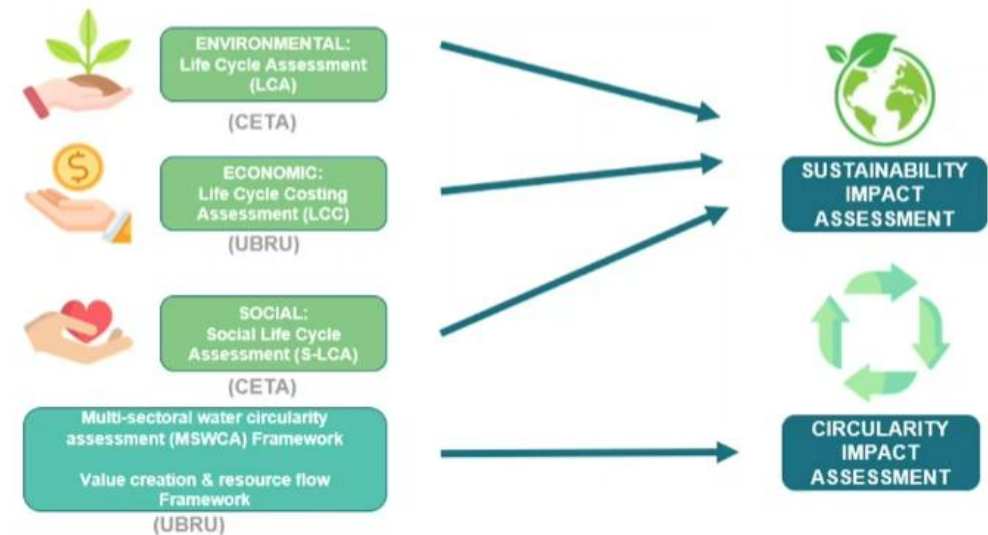 ENVIRONMENTAL:
Life Cycle Assessment
(LCA)
(CETA)
ECONOMIC:
Life Cycle Costing
Assessment (LCC)
(UBRU)
SOCIAL:
Social Life Cycle
Assessment (S-LCA)
(CETA)
Multi-sectoral water circularity
assessment (MSWCA) Framework
Value creation & resource flow
Framework
(UBRU)
$
SUSTAINABILITY
IMPACT
ASSESSMENT
CIRCULARITY
IMPACT
ASSESSMENT